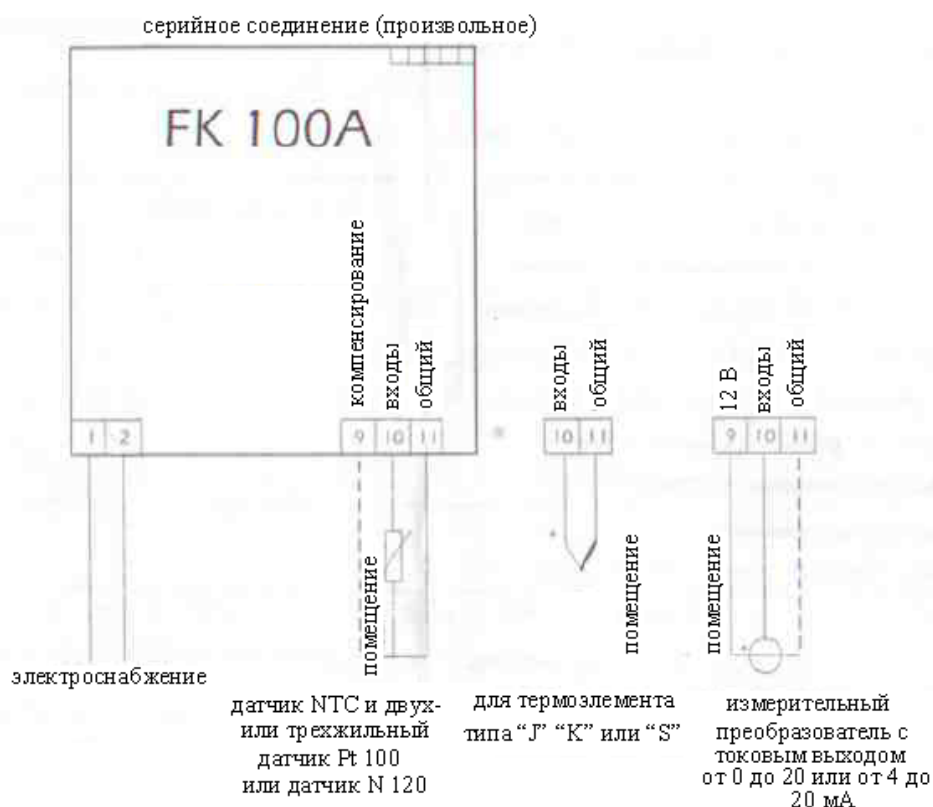 серийное соединение (произвольное)
FK 100A
компенсирование
входы
общий
входы
общий
12 В
входы
общий
1 2
9 10 11
10 11
9 10 11
помещение
помещение
помещение
электроснабжение
датчик NTC и двух-
или трехжильный
датчик Pt 100
или датчик N 120
для термоэлемента
типа “J” “K” или “S”
измерительный
преобразователь с
токовым выходом
от 0 до 20 или от 4 до
20 мА